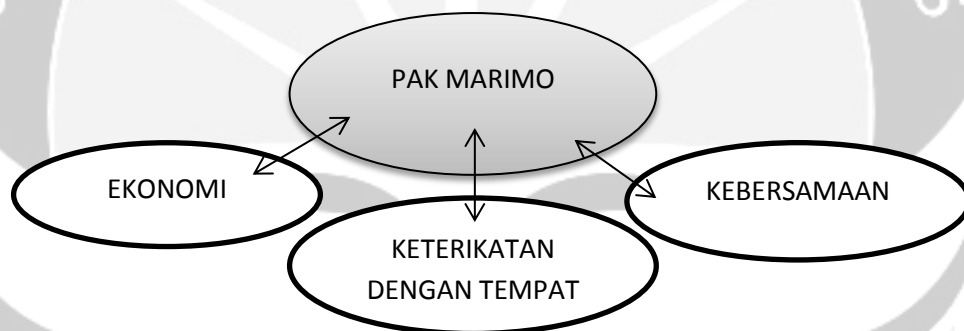 PAK MARIMO
EKONOMI
KEBERSAMAAN
KETERIKATAN
DENGAN TEMPAT